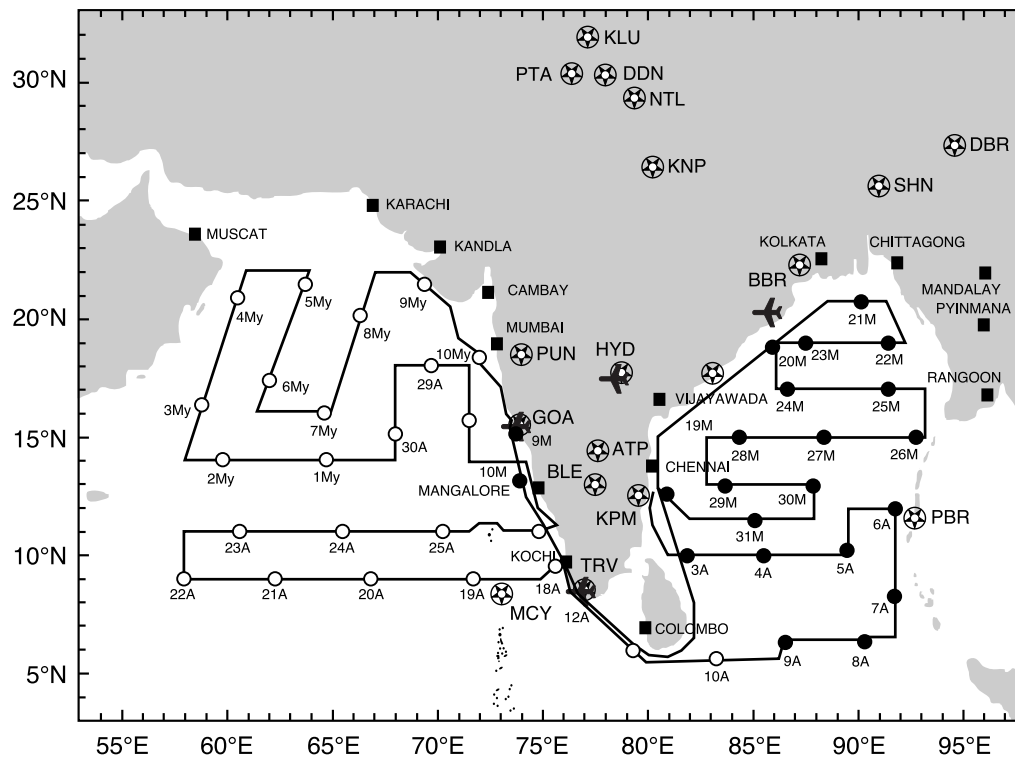 KLU
PTA
DDN
30°N
NTL
DBR
KNP
SHN
25°N
KARACHI
MUSCAT
KOLKATA
CHITTAGONG
KANDLA
BBR
MANDALAY
5My
4My
9My
CAMBAY
PYINMANA
21M
20°N
8My
MUMBAI
HYD
10My
PUN
20M
23M
22M
29A
RANGOON
6My
VIJAYAWADA
24M
25M
3My
7My
GOA
19M
15°N
30A
9M
ATP
28M
27M
26M
2My
1My
10M
BLE
CHENNAI
MANGALORE
29M
30M
KPM
PBR
31M
6A
23A
24A
25A
KOCHI
10°N
TRV
3A
4A
5A
22A
21A
20A
19A
18A
MCY
12A
7A
COLOMBO
9A
8A
10A
5°N
55°E
60°E
65°E
70°E
75°E
80°E
85°E
90°E
95°E